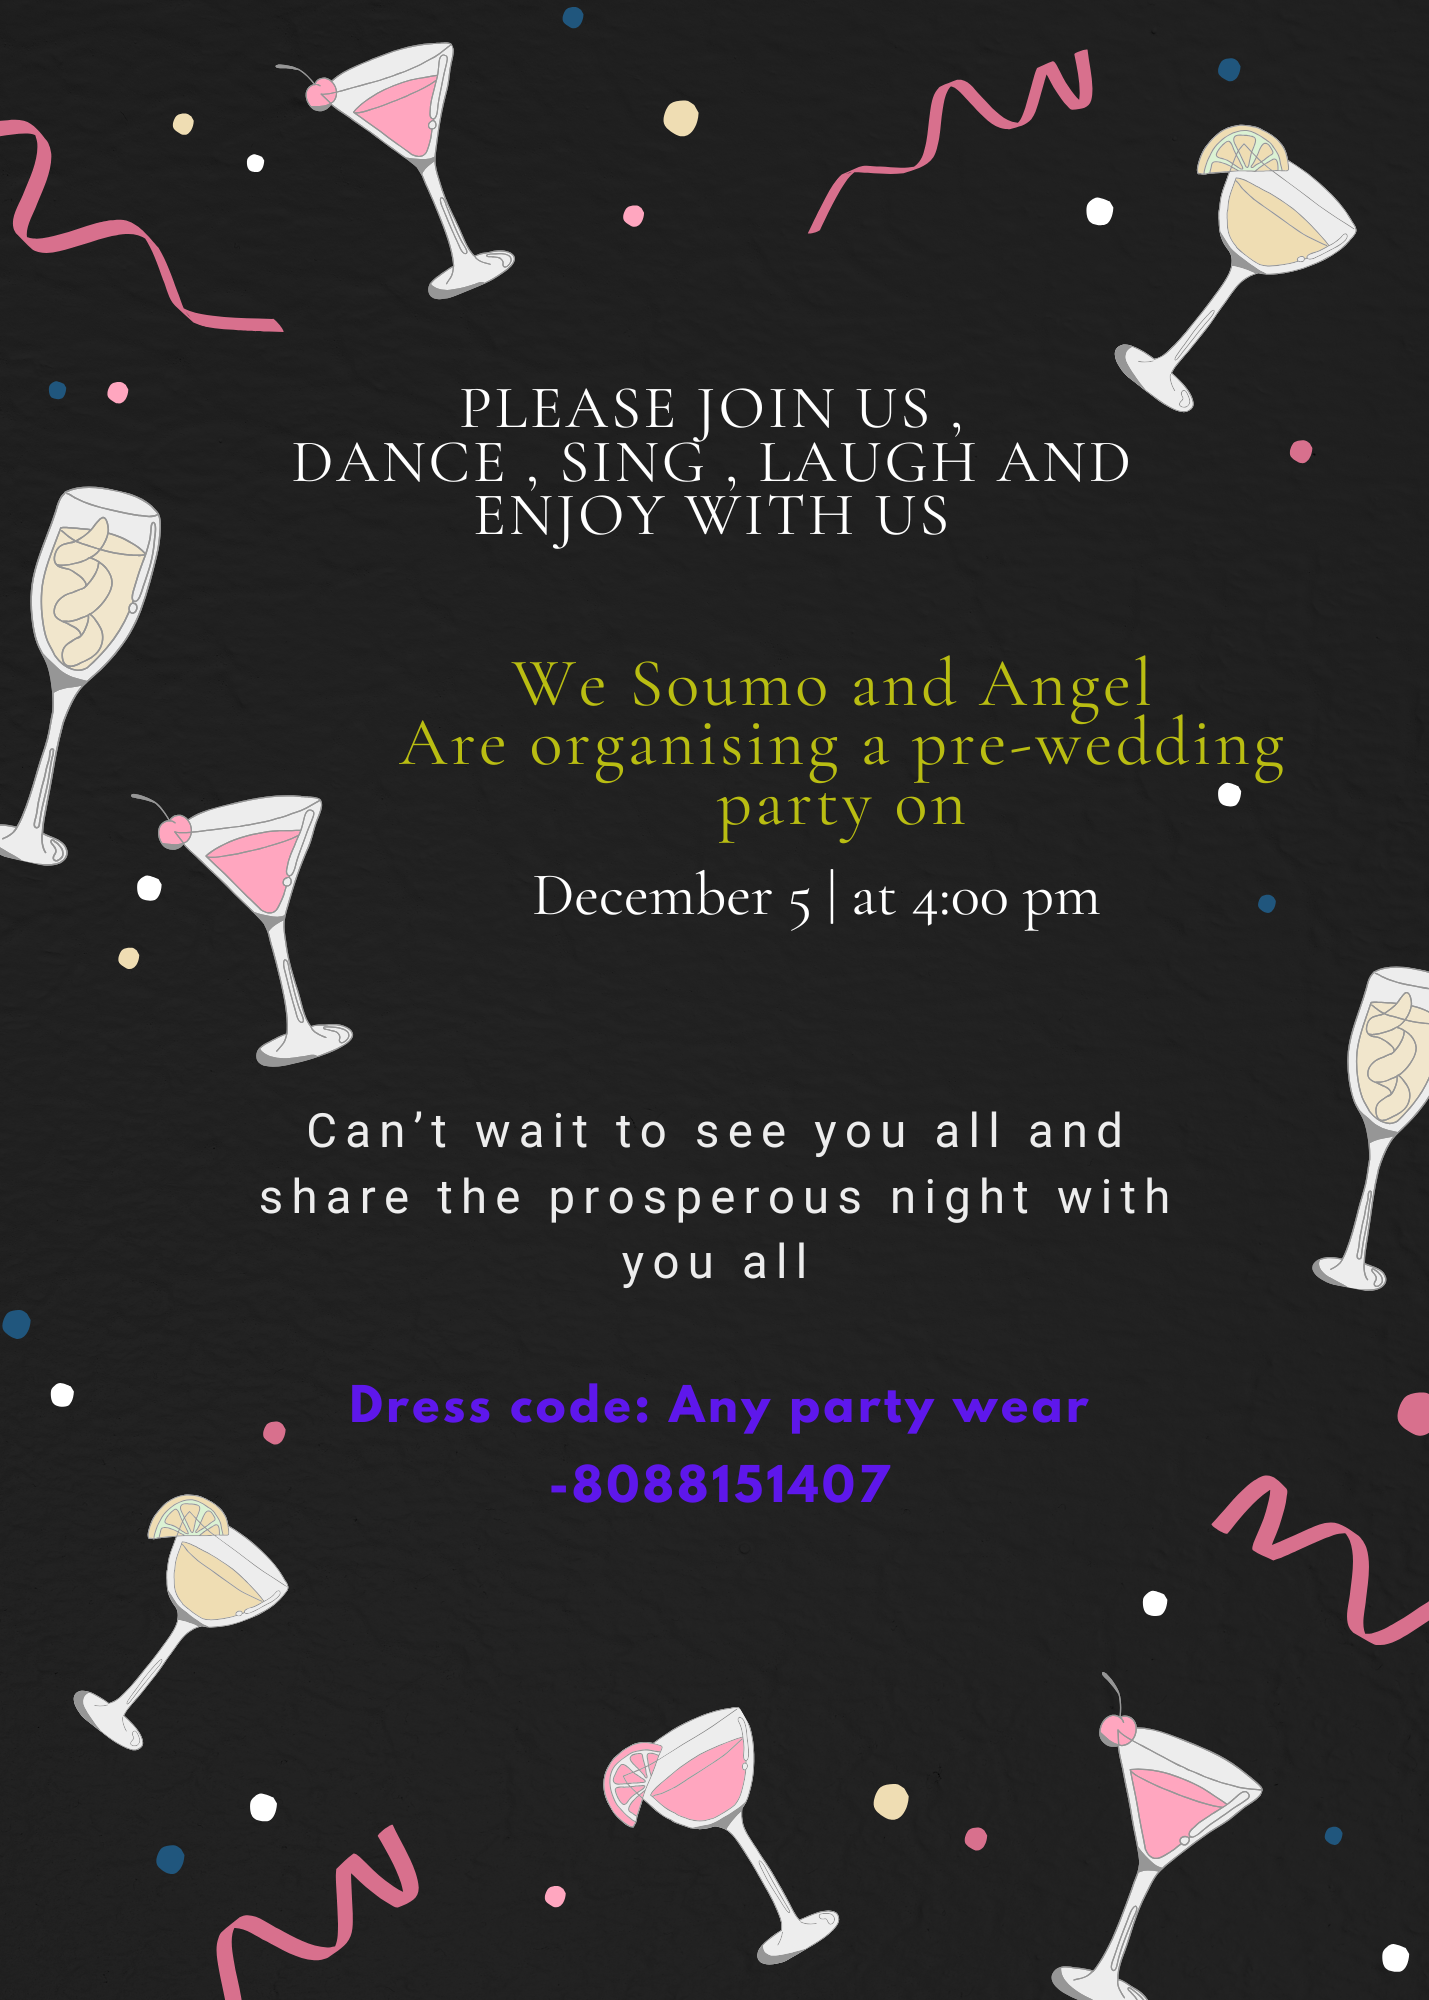 PLEASE JOIN US ,
DANCE , SING , LAUGH AND
ENJOY WITH US
We Soumo and Angel
Are organising a pre-wedding
party on
December 5 | at 4:00 pm
Can’t wait to see you all and
share the prosperous night with
you all
Dress code: Any party wear
-8088151407